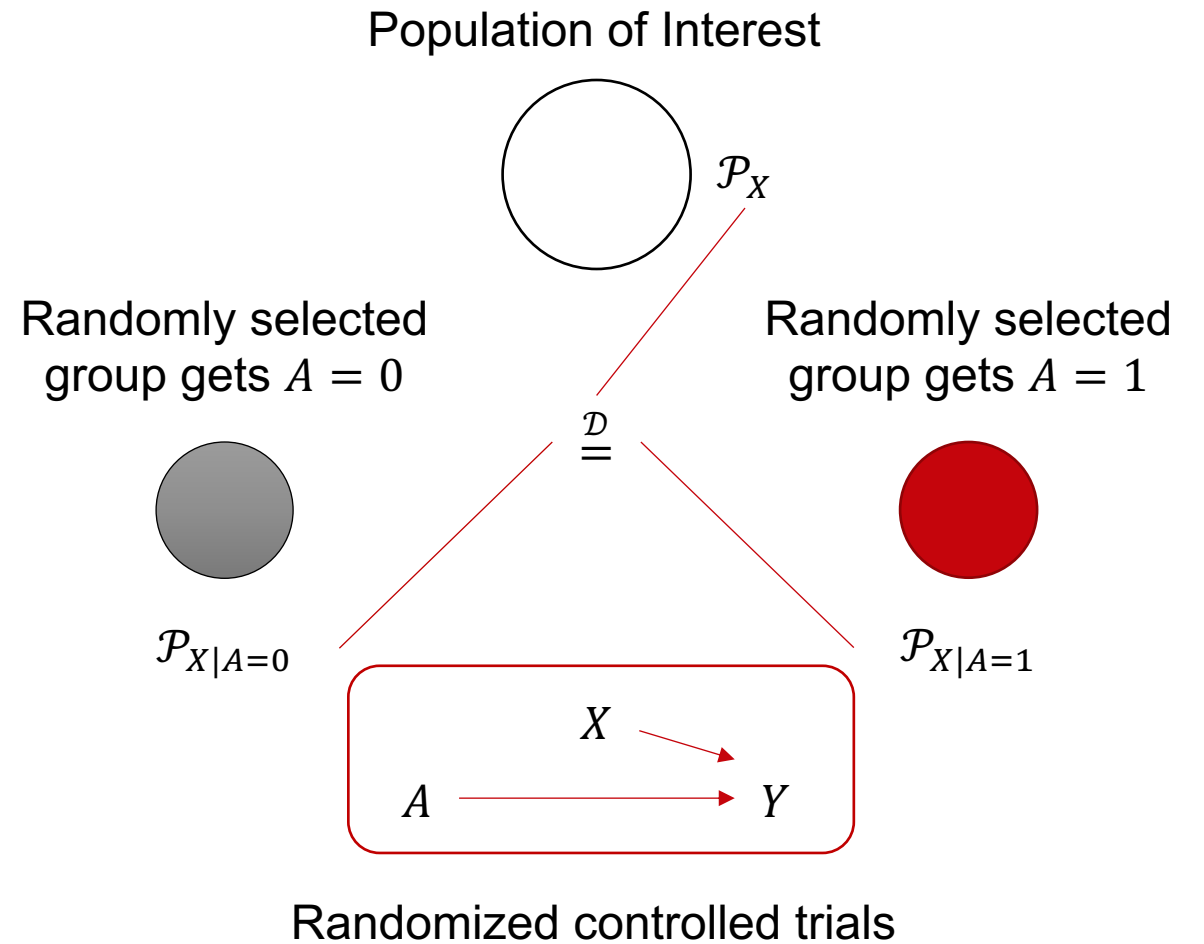 Population of Interest
𝒫_X
Randomly selected
group gets A = 0
Randomly selected
group gets A = 1
𝒟
=
𝒫_{X|A=0}
𝒫_{X|A=1}
X
A
Y
Randomized controlled trials